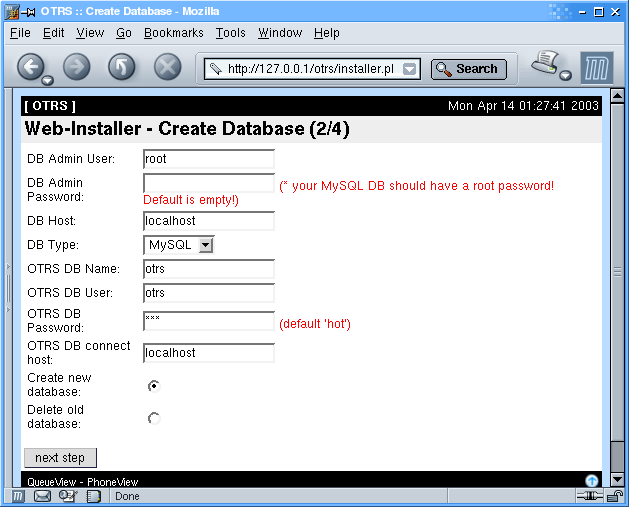 OTRS :: Create Database - Mozilla
File Edit View Go Bookmarks Tools Window Help
http://127.0.0.1/otrs/installer.pl Search
[ OTRS ] Mon Apr 14 01:27:41 2003
Web-Installer - Create Database (2/4)
DB Admin User: root
DB Admin Password: (* your MySQL DB should have a root password! Default is empty!)
DB Host: localhost
DB Type: MySQL
OTRS DB Name: otrs
OTRS DB User: otrs
OTRS DB Password: *** (default 'hot')
OTRS DB connect host: localhost
Create new database:
Delete old database:
next step
QueueView - PhoneView
Done